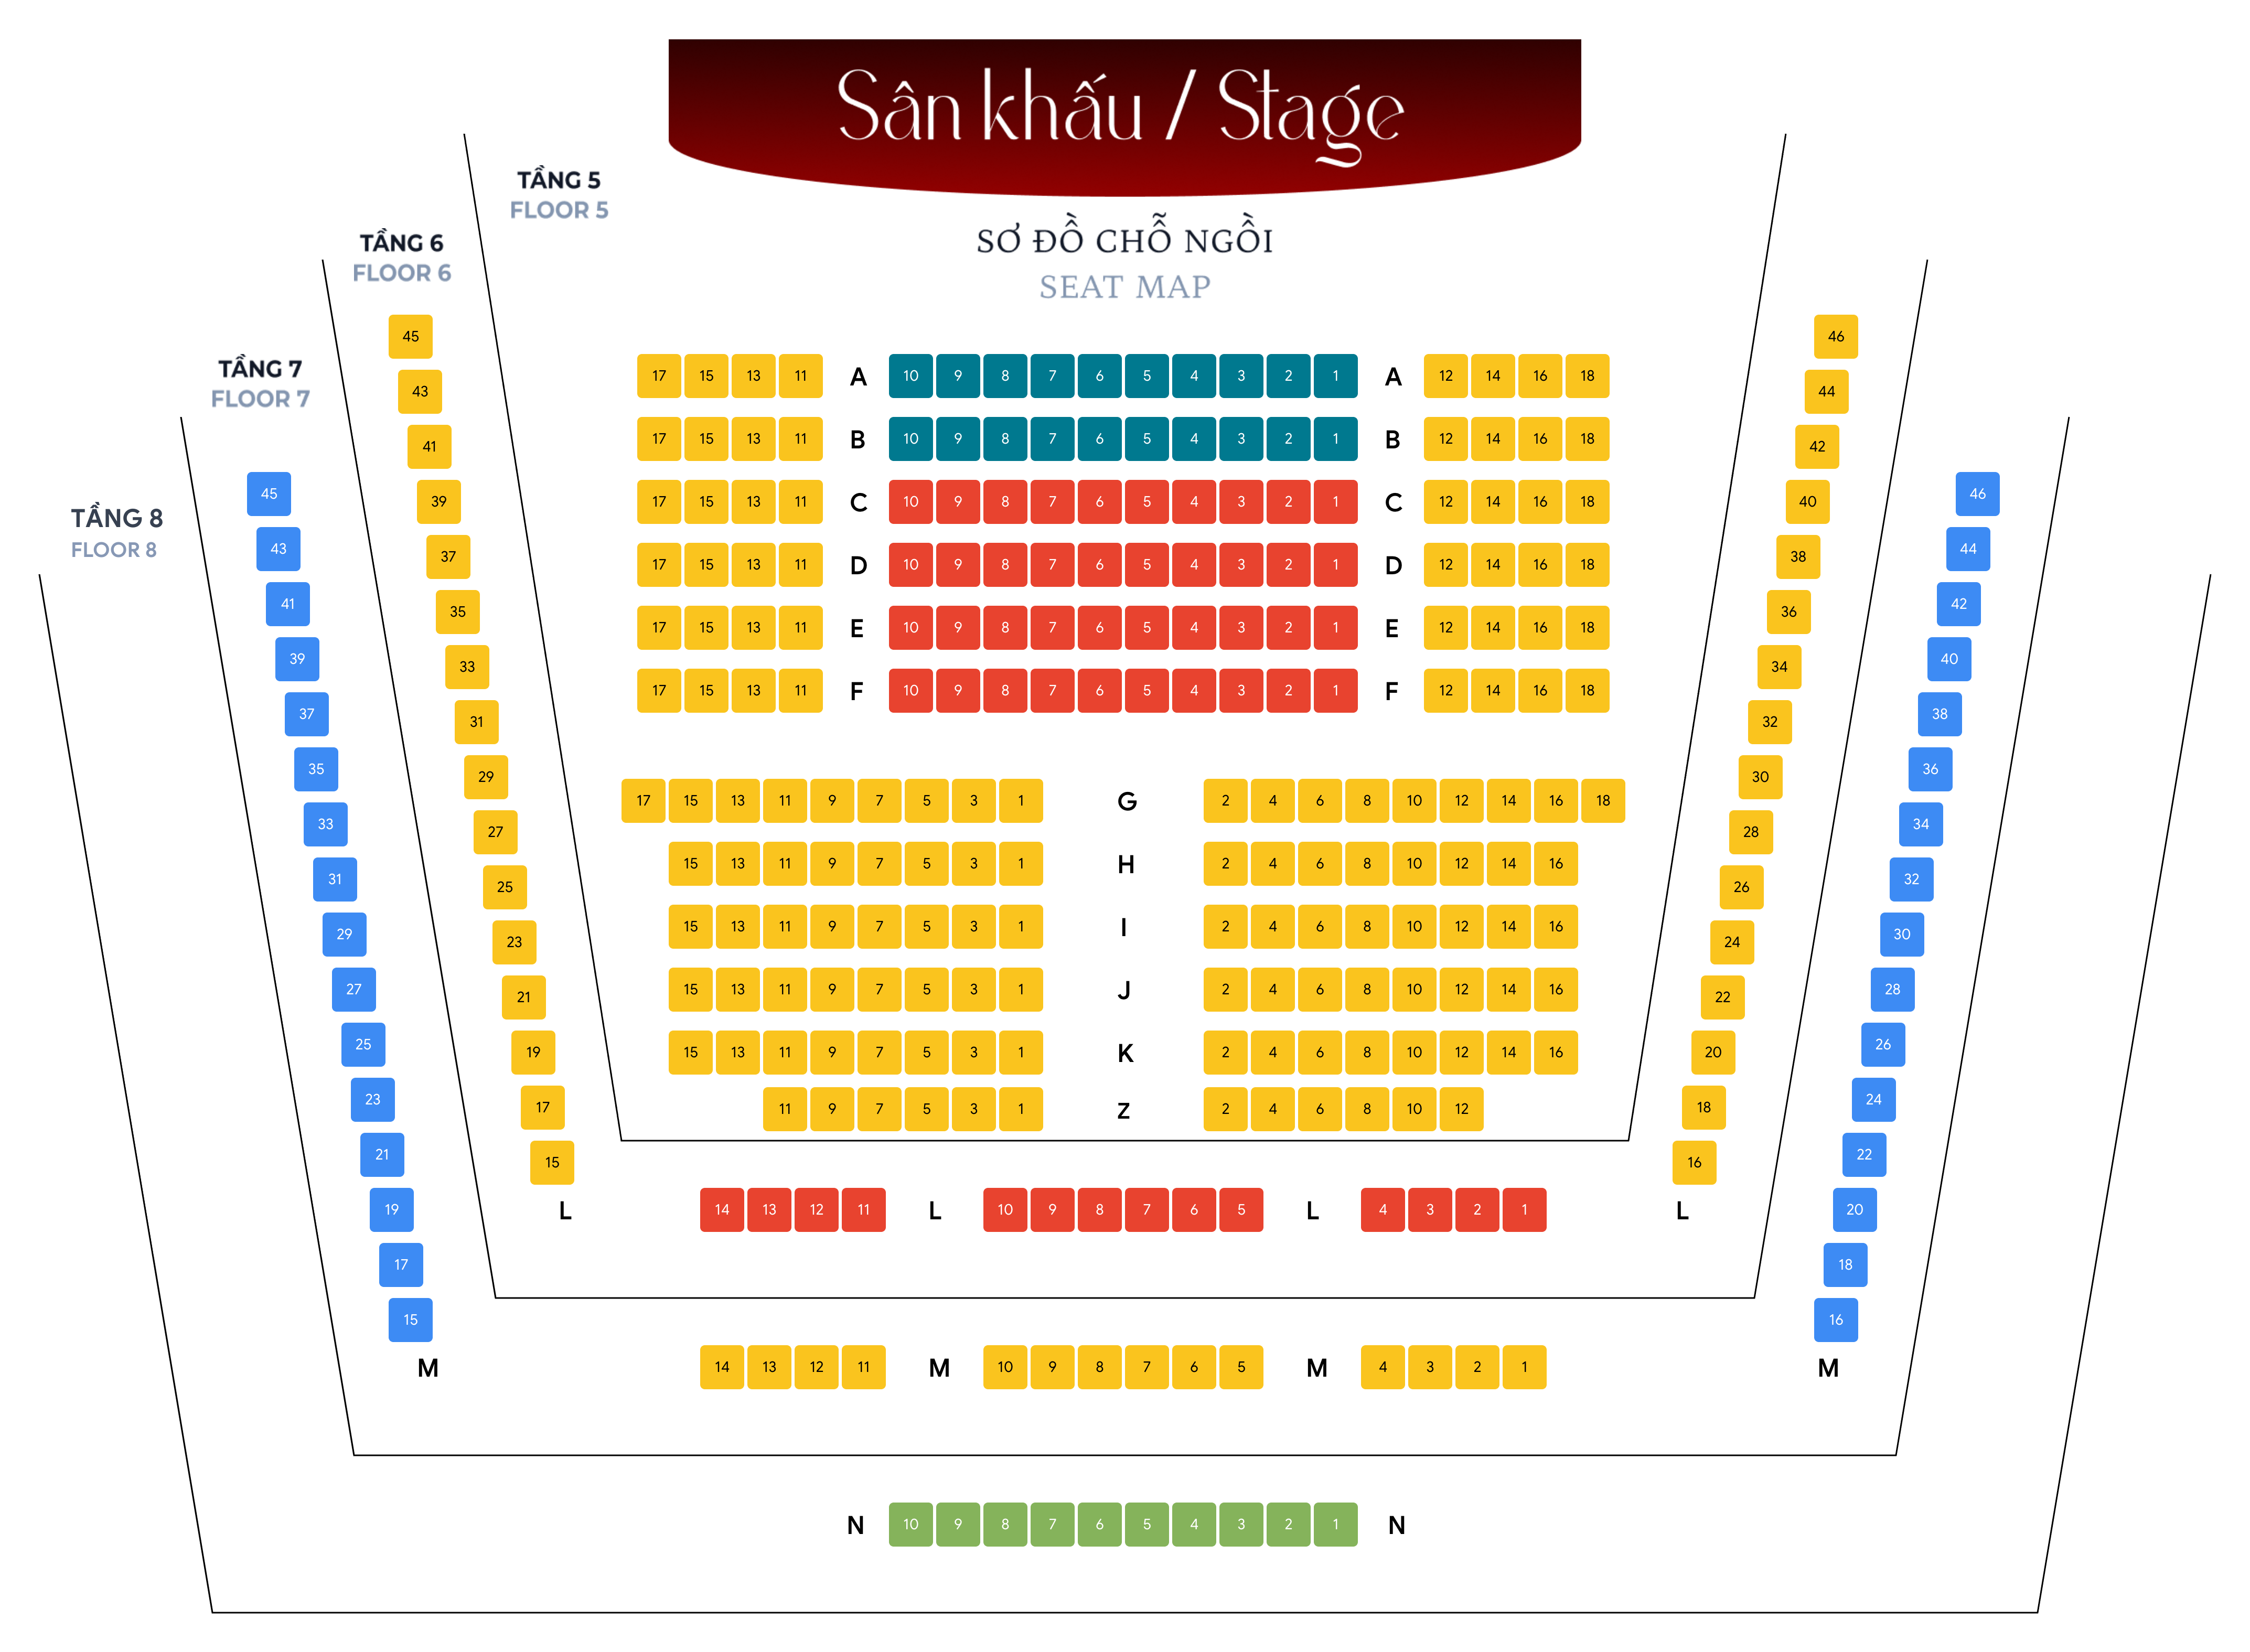 Sân khấu / Stage
TẦNG 5
FLOOR 5
SƠ ĐỒ CHỖ NGỒI
SEAT MAP
TẦNG 6
FLOOR 6
TẦNG 7
FLOOR 7
TẦNG 8
FLOOR 8
17 15 13 11 A 10 9 8 7 6 5 4 3 2 1 A 12 14 16 18
17 15 13 11 B 10 9 8 7 6 5 4 3 2 1 B 12 14 16 18
17 15 13 11 C 10 9 8 7 6 5 4 3 2 1 C 12 14 16 18
17 15 13 11 D 10 9 8 7 6 5 4 3 2 1 D 12 14 16 18
17 15 13 11 E 10 9 8 7 6 5 4 3 2 1 E 12 14 16 18
17 15 13 11 F 10 9 8 7 6 5 4 3 2 1 F 12 14 16 18
17 15 13 11 9 7 5 3 1 G 2 4 6 8 10 12 14 16 18
15 13 11 9 7 5 3 1 H 2 4 6 8 10 12 14 16
15 13 11 9 7 5 3 1 I 2 4 6 8 10 12 14 16
15 13 11 9 7 5 3 1 J 2 4 6 8 10 12 14 16
15 13 11 9 7 5 3 1 K 2 4 6 8 10 12 14 16
11 9 7 5 3 1 Z 2 4 6 8 10 12
45
43
41
39
37
35
33
31
29
27
25
23
21
19
17
15
46
44
42
40
38
36
34
32
30
28
26
24
22
20
18
16
L 14 13 12 11 L 10 9 8 7 6 5 L 4 3 2 1 L
45
43
41
39
37
35
33
31
29
27
25
23
21
19
17
15
46
44
42
40
38
36
34
32
30
28
26
24
22
20
18
16
M 14 13 12 11 M 10 9 8 7 6 5 M 4 3 2 1 M
N 10 9 8 7 6 5 4 3 2 1 N